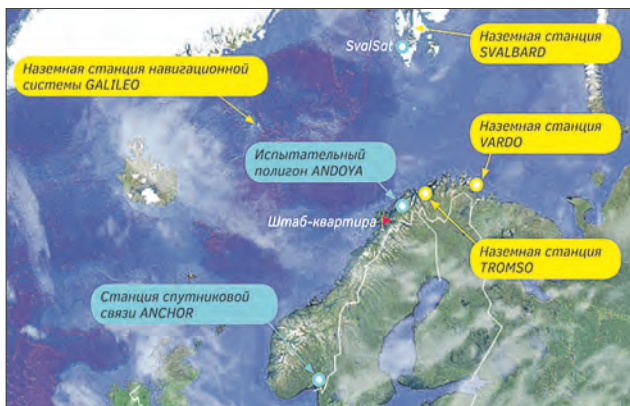 SvalSat
Наземная станция
SVALBARD
Наземная станция навигационной
системы GALILEO
Наземная станция
VARDO
Испытательный
полигон ANDOYA
Штаб-квартира
Наземная станция
TROMSO
Станция спутниковой
связи ANCHOR